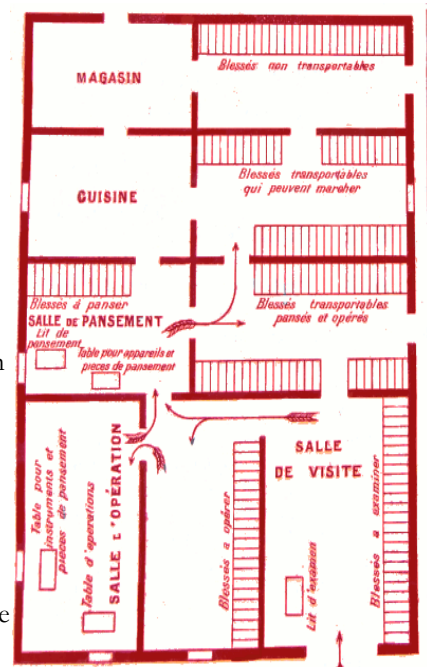 MAGASIN
Blessés non transportables
CUISINE
Blessés transportables
qui peuvent marcher
Blessés à panser
SALLE DE PANSEMENT
Lit de
pansement
Table pour appareils et
pièces de pansement
Blessés transportables
pansés et opérés
SALLE DE VISITE
SALLE D'OPÉRATION
Table pour
instruments et
pièces de pansement
Table d'operations
Blessés a opérer
Lit d'examen
Blessés a examiner
n
e